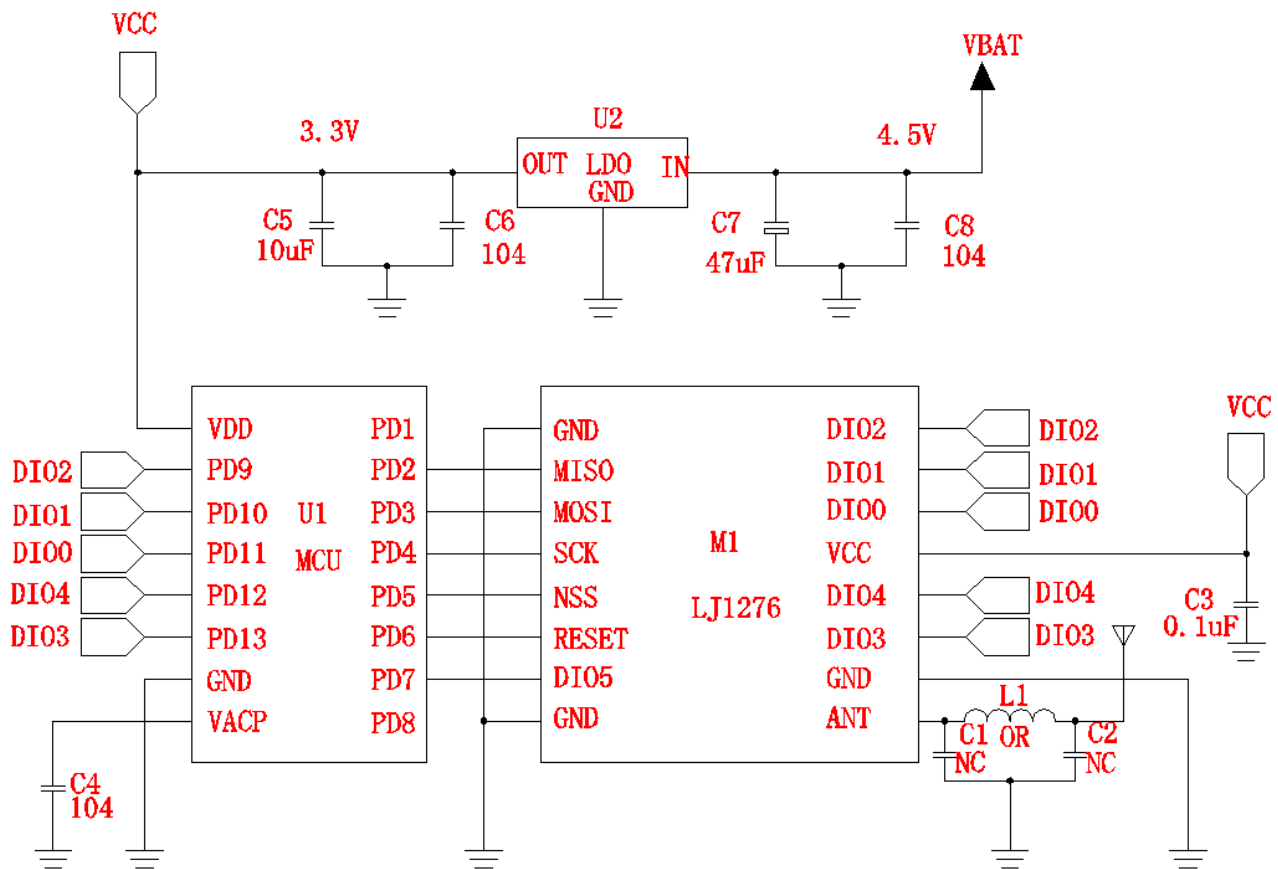 VCC
VBAT
U2
3.3V
4.5V
OUT LDO IN
GND
C5
10uF
C6
104
C7
47uF
C8
104
VDD
PD9
PD10
PD11
PD12
PD13
GND
VACP
U1
MCU
PD1
PD2
PD3
PD4
PD5
PD6
PD7
PD8
DIO2
DIO1
DIO0
DIO4
DIO3
C4
104
GND
MISO
MOSI
SCK
NSS
RESET
DIO5
GND
M1
LJ1276
DIO2
DIO1
DIO0
VCC
DIO4
DIO3
GND
ANT
DIO2
DIO1
DIO0
DIO4
DIO3
VCC
C3
0.1uF
L1
OR
C1
NC
C2
NC